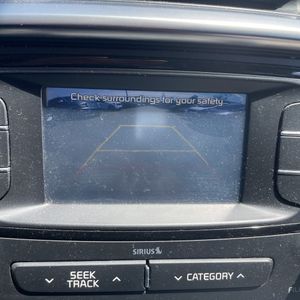 Check surroundings for your safety
SIRIUS
SEEK
TRACK
CATEGORY